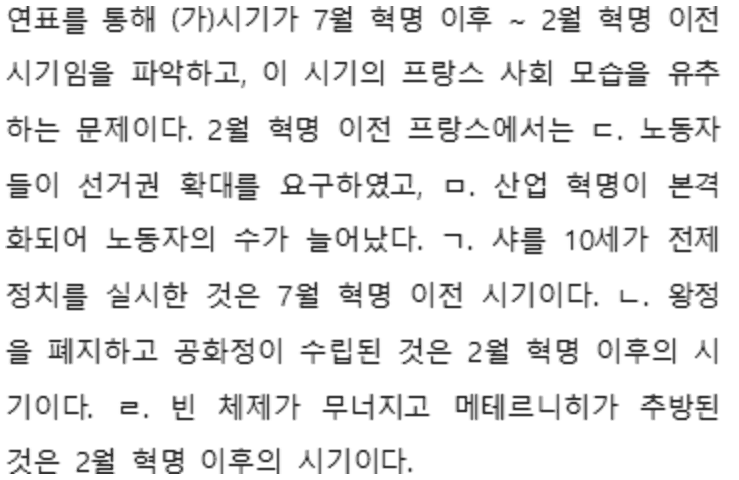 연표를 통해 (가)시기가 7월 혁명 이후 ~ 2월 혁명 이전
시기임을 파악하고, 이 시기의 프랑스 사회 모습을 유추
하는 문제이다. 2월 혁명 이전 프랑스에서는 ㄷ. 노동자
들이 선거권 확대를 요구하였고, ㅁ. 산업 혁명이 본격
화되어 노동자의 수가 늘어났다. ㄱ. 샤를 10세가 전제
정치를 실시한 것은 7월 혁명 이전 시기이다. ㄴ. 왕정
을 폐지하고 공화정이 수립된 것은 2월 혁명 이후의 시
기이다. ㄹ. 빈 체제가 무너지고 메테르니히가 추방된
것은 2월 혁명 이후의 시기이다.